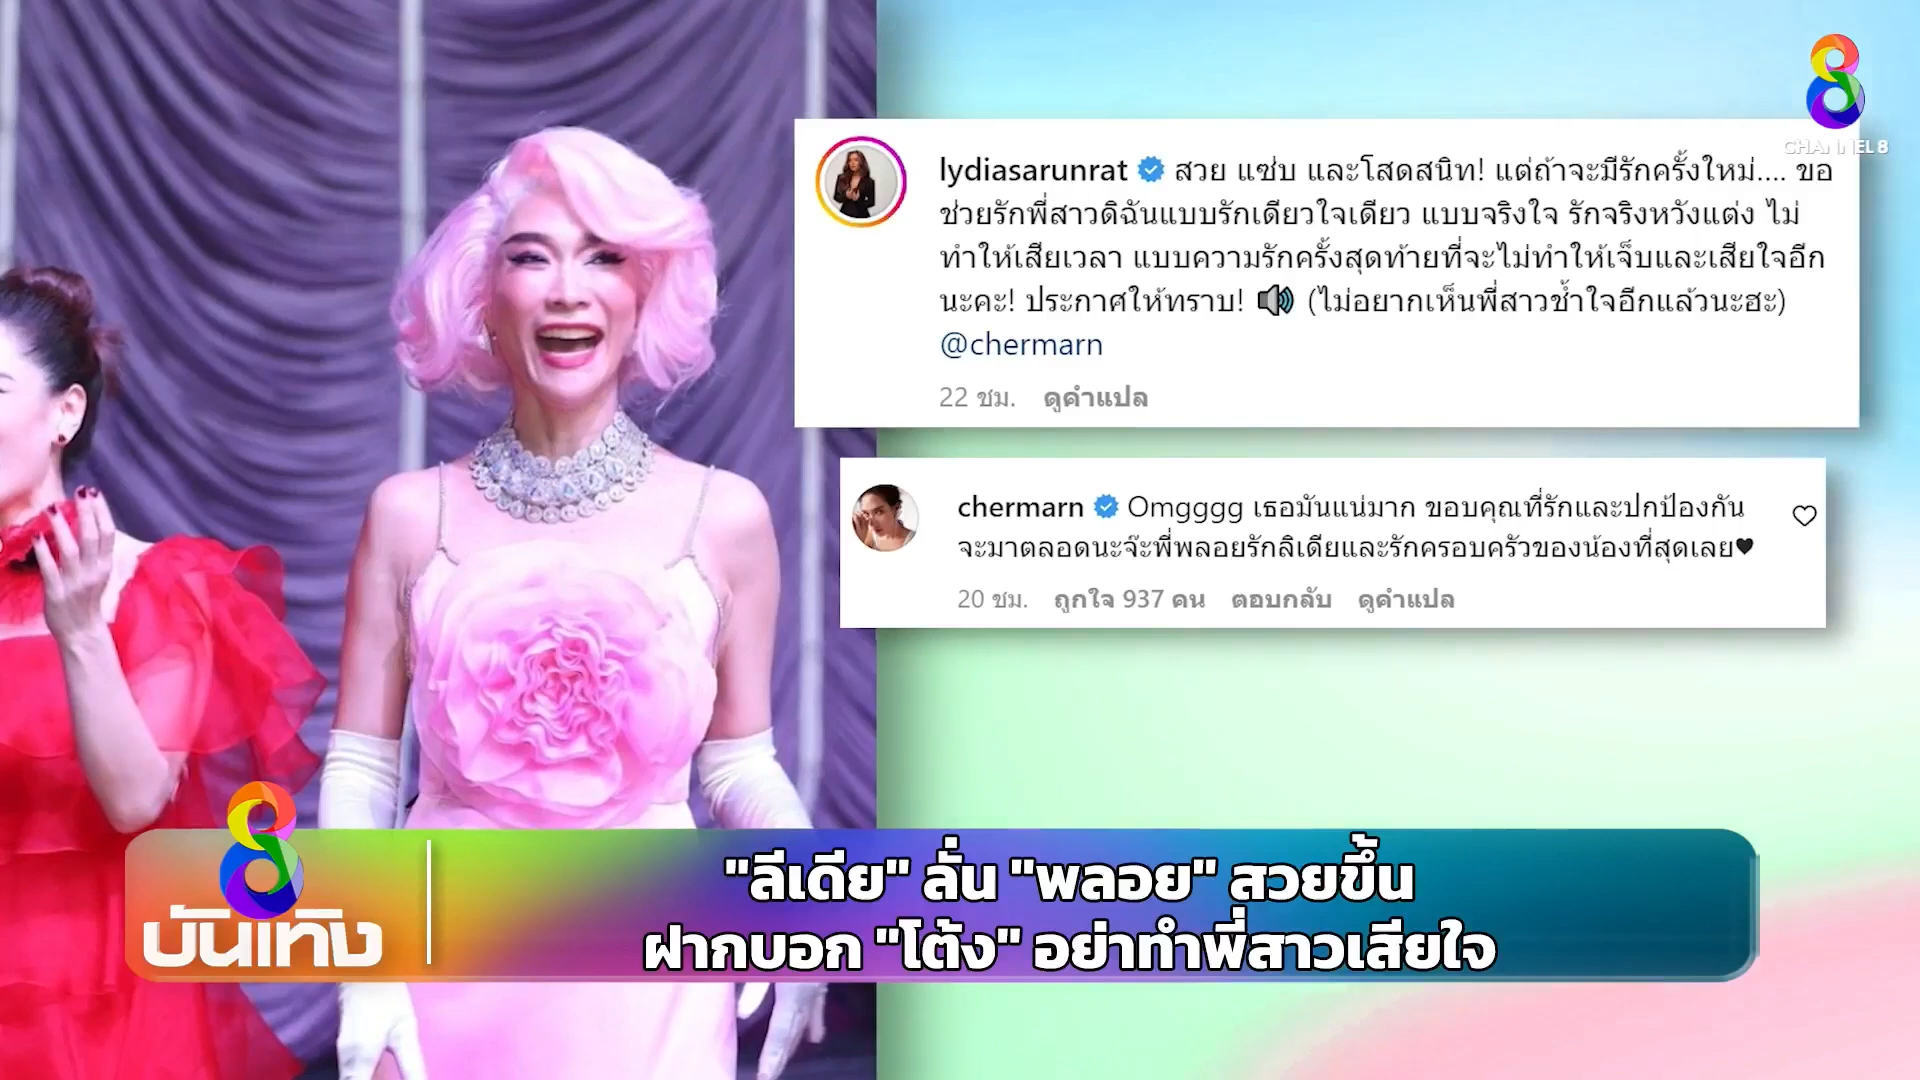 8
CHANNEL 8
lydiasarunrat สวย แซ่บ และโสดสนิท! แต่ถ้าจะมีรักครั้งใหม่.... ขอ
ช่วยรักพี่สาวดิฉันแบบรักเดียวใจเดียว แบบจริงใจ รักจริงหวังแต่ง ไม่
ทำให้เสียเวลา แบบความรักครั้งสุดท้ายที่จะไม่ทำให้เจ็บและเสียใจอีก
นะคะ! ประกาศให้ทราบ! 🔊 (ไม่อยากเห็นพี่สาวช้ำใจอีกแล้วนะฮะ)
@chermarn
22 ชม. ดูคำแปล
chermarn Omgggg เธอมันแน่มาก ขอบคุณที่รักและปกป้องกัน
จะมาตลอดนะจ๊ะพี่พลอยรักลิเดียและรักครอบครัวของน้องที่สุดเลย♥
20 ชม. ถูกใจ 937 คน ตอบกลับ ดูคำแปล
8
บันเทิง
"ลีเดีย" ลั่น "พลอย" สวยขึ้น
ฝากบอก "โต้ง" อย่าทำพี่สาวเสียใจ